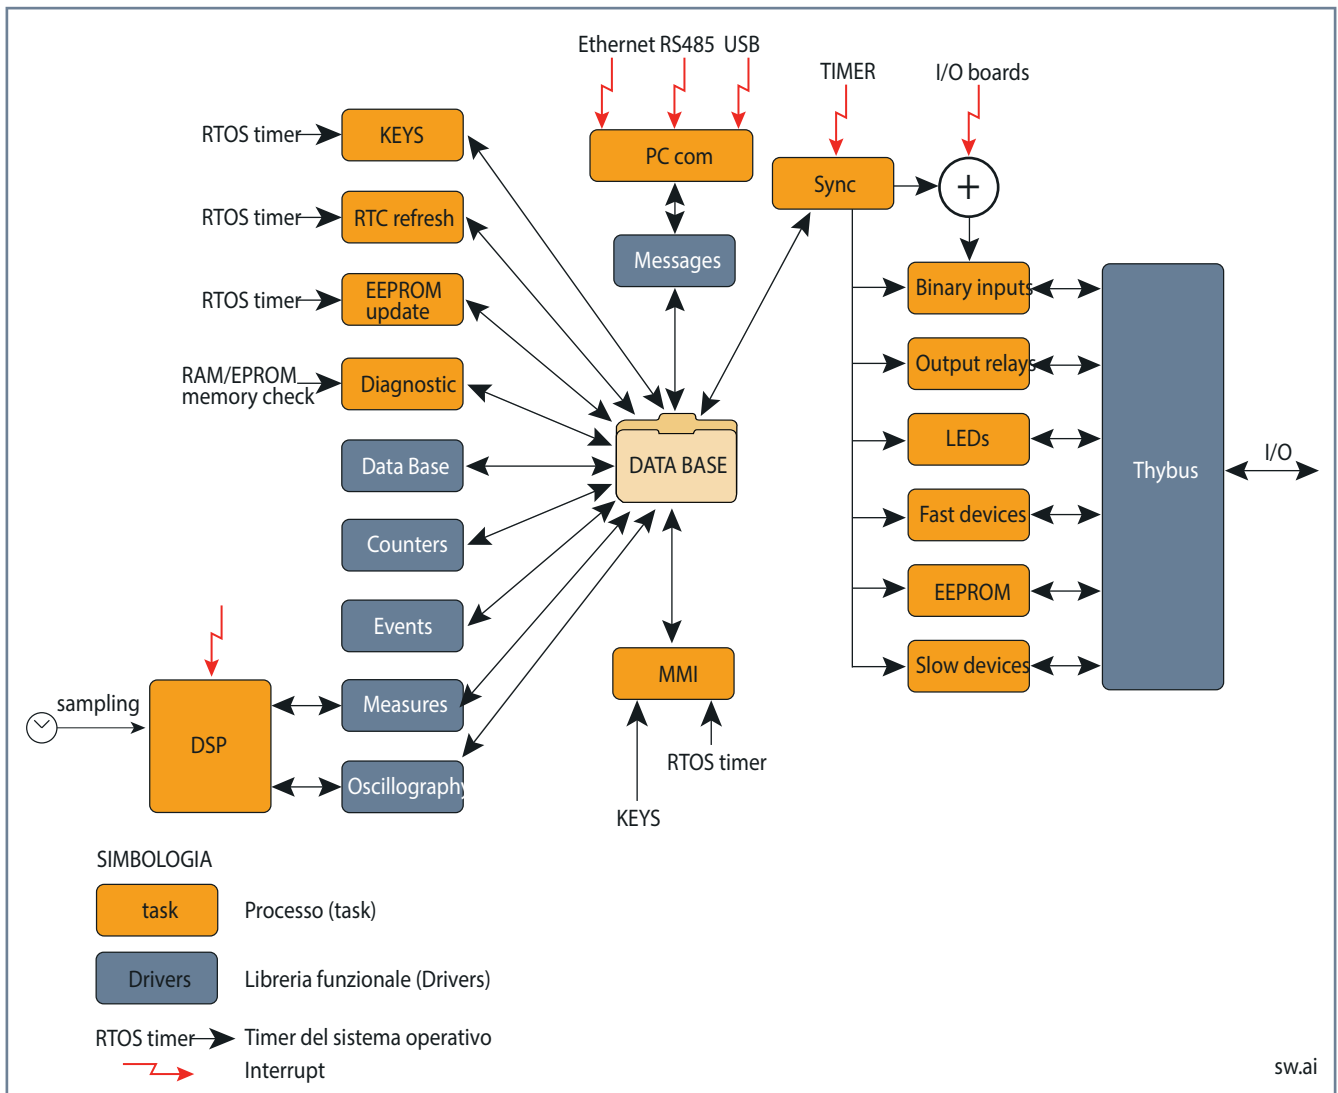 Ethernet RS485 USB
TIMER
I/O boards
RTOS timer
KEYS
PC com
Sync
+
RTOS timer
RTC refresh
Messages
Binary inputs
RTOS timer
EEPROM
update
Output relays
RAM/EPROM
memory check
Diagnostic
LEDs
Data Base
DATA BASE
Thybus
I/O
Fast devices
Counters
EEPROM
Events
Slow devices
MMI
sampling
DSP
Measures
RTOS timer
Oscillography
KEYS
SIMBOLOGIA
task
Processo (task)
Drivers
Libreria funzionale (Drivers)
RTOS timer
Timer del sistema operativo
Interrupt
sw.ai